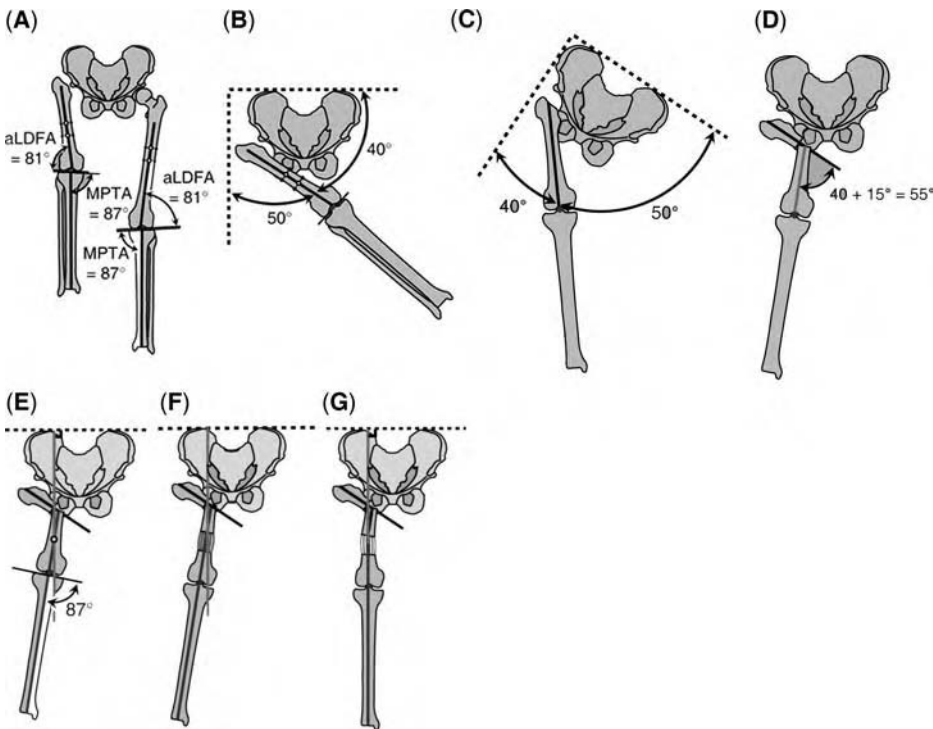 (A)
aLDFA
= 81°
MPTA
= 87°
aLDFA
= 81°
MPTA
= 87°
(B)
40°
50°
(C)
40°
50°
(D)
40 + 15° = 55°
(E)
87°
(F)
(G)